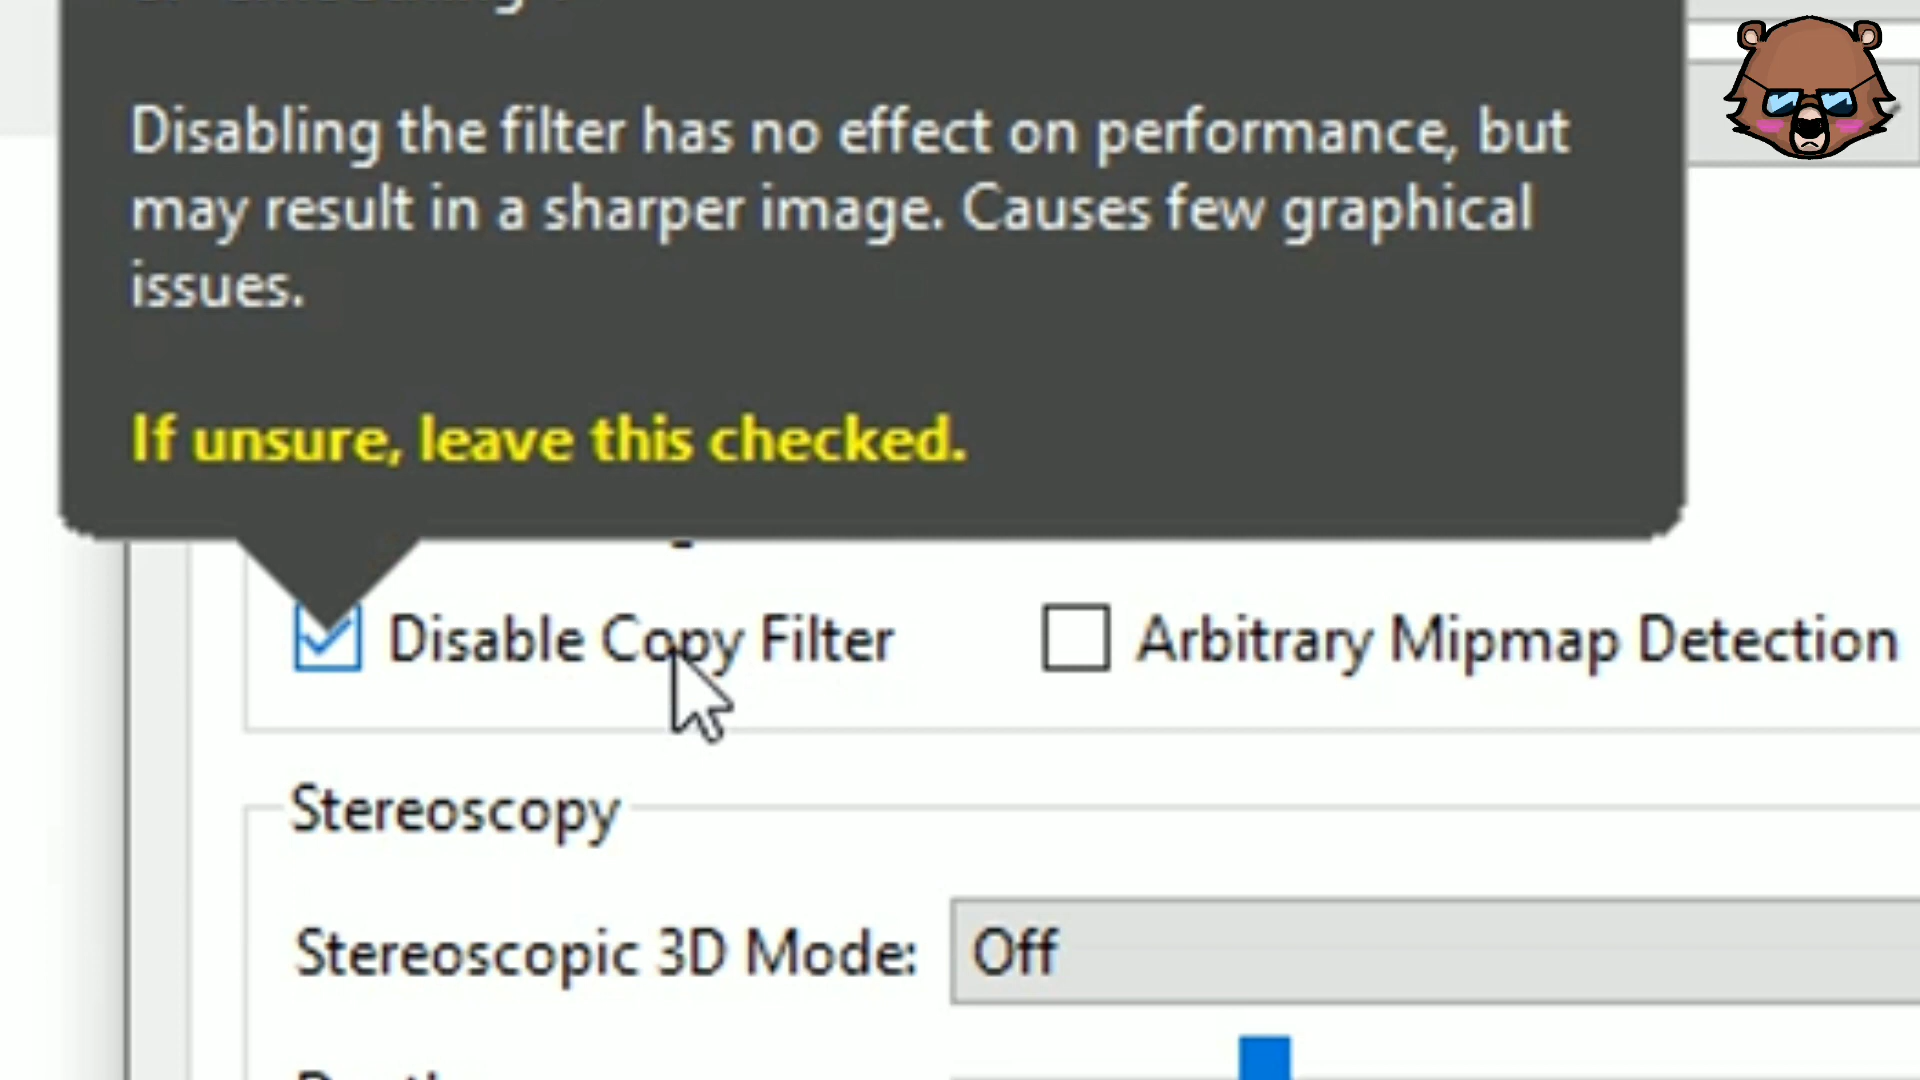 Disabling the filter has no effect on performance, but
may result in a sharper image. Causes few graphical
issues.
If unsure, leave this checked.
Disable Copy Filter
Arbitrary Mipmap Detection
Stereoscopy
Stereoscopic 3D Mode:
Off